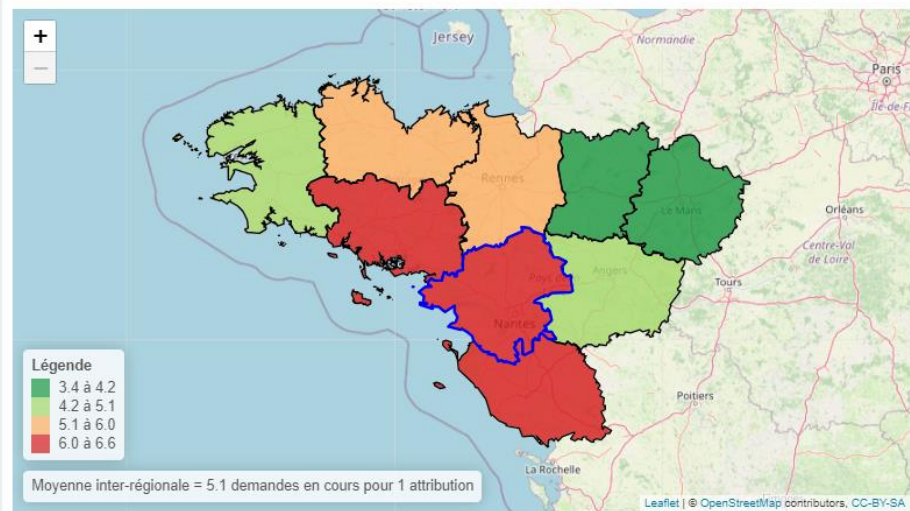 +
−
Jersey
Normandie
Paris
Île-de-F
Rennes
Le Mans
Orléans
Centre-Val
de Loire
Angers
Tours
Nantes
Poitiers
La Rochelle
Légende
3.4 à 4.2
4.2 à 5.1
5.1 à 6.0
6.0 à 6.6
Moyenne inter-régionale = 5.1 demandes en cours pour 1 attribution
Leaflet | © OpenStreetMap contributors, CC-BY-SA